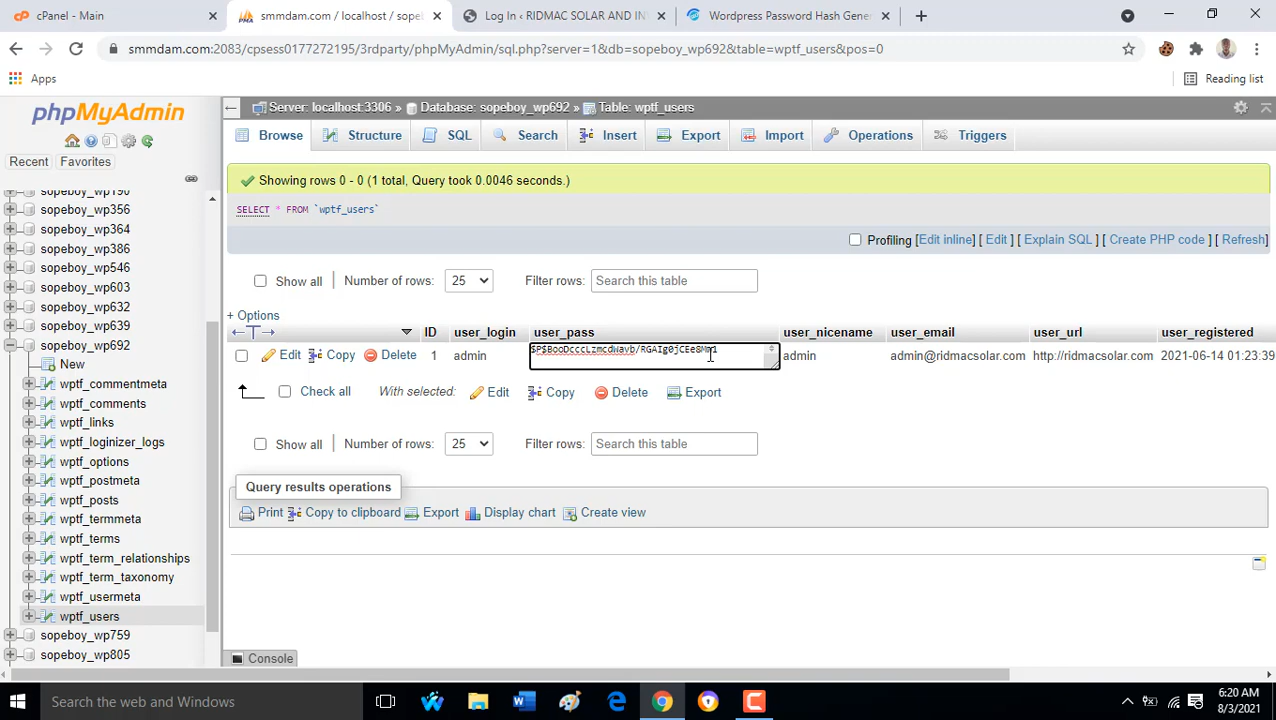 cPanel - Main
smmdam.com / localhost / sopel
Log In ‹ RIDMAC SOLAR AND IN
Wordpress Password Hash Gene
smmdam.com:2083/cpsess0177272195/3rdparty/phpMyAdmin/sql.php?server=1&db=sopeboy_wp692&table=wptf_users&pos=0
Apps
Reading list
phpMyAdmin
Recent
Favorites
sopeboy_wp190
sopeboy_wp356
sopeboy_wp364
sopeboy_wp386
sopeboy_wp546
sopeboy_wp603
sopeboy_wp632
sopeboy_wp639
sopeboy_wp692
New
wptf_commentmeta
wptf_comments
wptf_links
wptf_loginizer_logs
wptf_options
wptf_postmeta
wptf_posts
wptf_termmeta
wptf_terms
wptf_term_relationships
wptf_term_taxonomy
wptf_usermeta
wptf_users
sopeboy_wp759
sopeboy_wp805
Server: localhost:3306 » Database: sopeboy_wp692 » Table: wptf_users
Browse Structure SQL Search Insert Export Import Operations Triggers
Showing rows 0 - 0 (1 total, Query took 0.0046 seconds.)
SELECT * FROM `wptf_users`
Profiling [Edit inline] [ Edit ] [ Explain SQL ] [ Create PHP code ] [ Refresh]
Show all Number of rows: 25 Filter rows: Search this table
+ Options
ID user_login user_pass user_nicename user_email user_url user_registered
Edit Copy Delete 1 admin admin admin@ridmacsolar.com http://ridmacsolar.com 2021-06-14 01:23:39
Check all With selected: Edit Copy Delete Export
Show all Number of rows: 25 Filter rows: Search this table
Query results operations
Print Copy to clipboard Export Display chart Create view
Console
Search the web and Windows
6:20 AM
8/3/2021